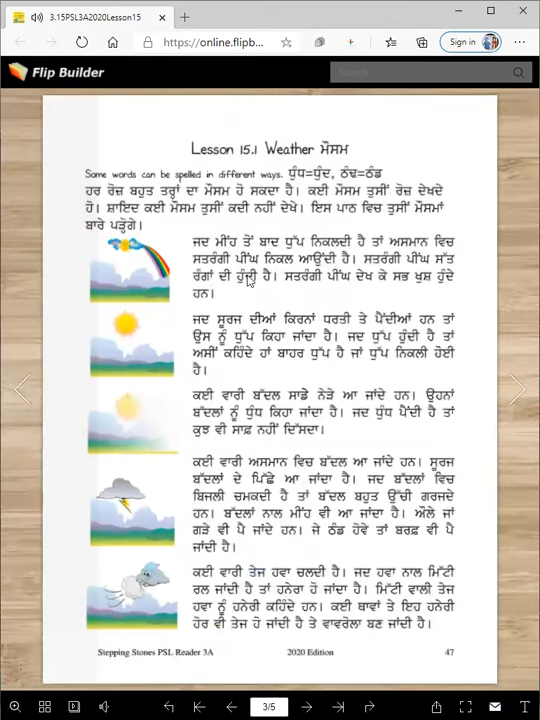 3.15PSL3A2020Lesson15
https://online.flipb...
Sign in
Flip Builder
Search
Lesson 15.1 Weather ਮੌਸਮ
Some words can be spelled in different ways. ਧੁੰਧ=ਧੁੰਦ, ਠੰਢ=ਠੰਡ
ਹਰ ਰੋਜ਼ ਬਹੁਤ ਤਰ੍ਹਾਂ ਦਾ ਮੌਸਮ ਹੋ ਸਕਦਾ ਹੈ। ਕਈ ਮੌਸਮ ਤੁਸੀਂ ਰੋਜ਼ ਦੇਖਦੇ
ਹੋ। ਸ਼ਾਇਦ ਕਈ ਮੌਸਮ ਤੁਸੀਂ ਕਦੀ ਨਹੀਂ ਦੇਖੇ। ਇਸ ਪਾਠ ਵਿਚ ਤੁਸੀਂ ਮੌਸਮਾਂ
ਬਾਰੇ ਪੜ੍ਹੋਗੇ।
ਜਦ ਮੀਂਹ ਤੋਂ ਬਾਦ ਧੁੱਪ ਨਿਕਲਦੀ ਹੈ ਤਾਂ ਅਸਮਾਨ ਵਿਚ
ਸਤਰੰਗੀ ਪੀਂਘ ਨਿਕਲ ਆਉਂਦੀ ਹੈ। ਸਤਰੰਗੀ ਪੀਂਘ ਸੱਤ
ਰੰਗਾਂ ਦੀ ਹੁੰਦੀ ਹੈ। ਸਤਰੰਗੀ ਪੀਂਘ ਦੇਖ ਕੇ ਸਭ ਖੁਸ਼ ਹੁੰਦੇ
ਹਨ।
ਜਦ ਸੂਰਜ ਦੀਆਂ ਕਿਰਨਾਂ ਧਰਤੀ ਤੇ ਪੈਂਦੀਆਂ ਹਨ ਤਾਂ
ਉਸ ਨੂੰ ਧੁੱਪ ਕਿਹਾ ਜਾਂਦਾ ਹੈ। ਜਦ ਧੁੱਪ ਹੁੰਦੀ ਹੈ ਤਾਂ
ਅਸੀਂ ਕਹਿੰਦੇ ਹਾਂ ਬਾਹਰ ਧੁੱਪ ਹੈ ਜਾਂ ਧੁੱਪ ਨਿਕਲੀ ਹੋਈ
ਹੈ।
ਕਈ ਵਾਰੀ ਬੱਦਲ ਸਾਡੇ ਨੇੜੇ ਆ ਜਾਂਦੇ ਹਨ। ਉਹਨਾਂ
ਬੱਦਲਾਂ ਨੂੰ ਧੁੰਧ ਕਿਹਾ ਜਾਂਦਾ ਹੈ। ਜਦ ਧੁੰਧ ਪੈਂਦੀ ਹੈ ਤਾਂ
ਕੁਝ ਵੀ ਸਾਫ਼ ਨਹੀਂ ਦਿੱਸਦਾ।
ਕਈ ਵਾਰੀ ਅਸਮਾਨ ਵਿਚ ਬੱਦਲ ਆ ਜਾਂਦੇ ਹਨ। ਸੂਰਜ
ਬੱਦਲਾਂ ਦੇ ਪਿੱਛੇ ਆ ਜਾਂਦਾ ਹੈ। ਜਦ ਬੱਦਲਾਂ ਵਿਚ
ਬਿਜਲੀ ਚਮਕਦੀ ਹੈ ਤਾਂ ਬੱਦਲ ਬਹੁਤ ਉੱਚੀ ਗਰਜਦੇ
ਹਨ। ਬੱਦਲਾਂ ਨਾਲ ਮੀਂਹ ਵੀ ਆ ਜਾਂਦਾ ਹੈ। ਔਲੇ ਜਾਂ
ਗੜੇ ਵੀ ਪੈ ਜਾਂਦੇ ਹਨ। ਜੇ ਠੰਡ ਹੋਵੇ ਤਾਂ ਬਰਫ਼ ਵੀ ਪੈ
ਜਾਂਦੀ ਹੈ।
ਕਈ ਵਾਰੀ ਤੇਜ ਹਵਾ ਚਲਦੀ ਹੈ। ਜਦ ਹਵਾ ਨਾਲ ਮਿੱਟੀ
ਰਲ ਜਾਂਦੀ ਹੈ ਤਾਂ ਹਨੇਰਾ ਹੋ ਜਾਂਦਾ ਹੈ। ਮਿੱਟੀ ਵਾਲੀ ਤੇਜ
ਹਵਾ ਨੂੰ ਹਨੇਰੀ ਕਹਿੰਦੇ ਹਨ। ਕਈ ਥਾਵਾਂ ਤੇ ਇਹ ਹਨੇਰੀ
ਹੋਰ ਵੀ ਤੇਜ ਹੋ ਜਾਂਦੀ ਹੈ ਤੇ ਵਾਵਰੋਲਾ ਬਣ ਜਾਂਦੀ ਹੈ।
Stepping Stones PSL Reader 3A 2020 Edition 47
3/5